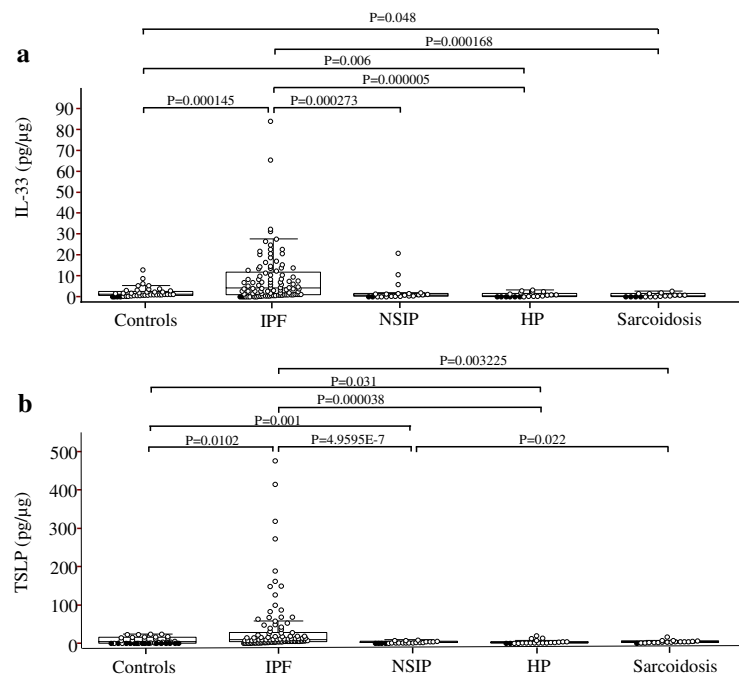 P=0.048
a
P=0.000168
P=0.006
P=0.000005
P=0.000145 P=0.000273
90
80
70
60
50
40
30
20
10
0
IL-33 (pg/µg)
Controls IPF NSIP HP Sarcoidosis
P=0.003225
b
P=0.031
P=0.000038
P=0.001
P=0.0102 P=4.9595E-7 P=0.022
500
400
300
200
100
0
TSLP (pg/µg)
Controls IPF NSIP HP Sarcoidosis